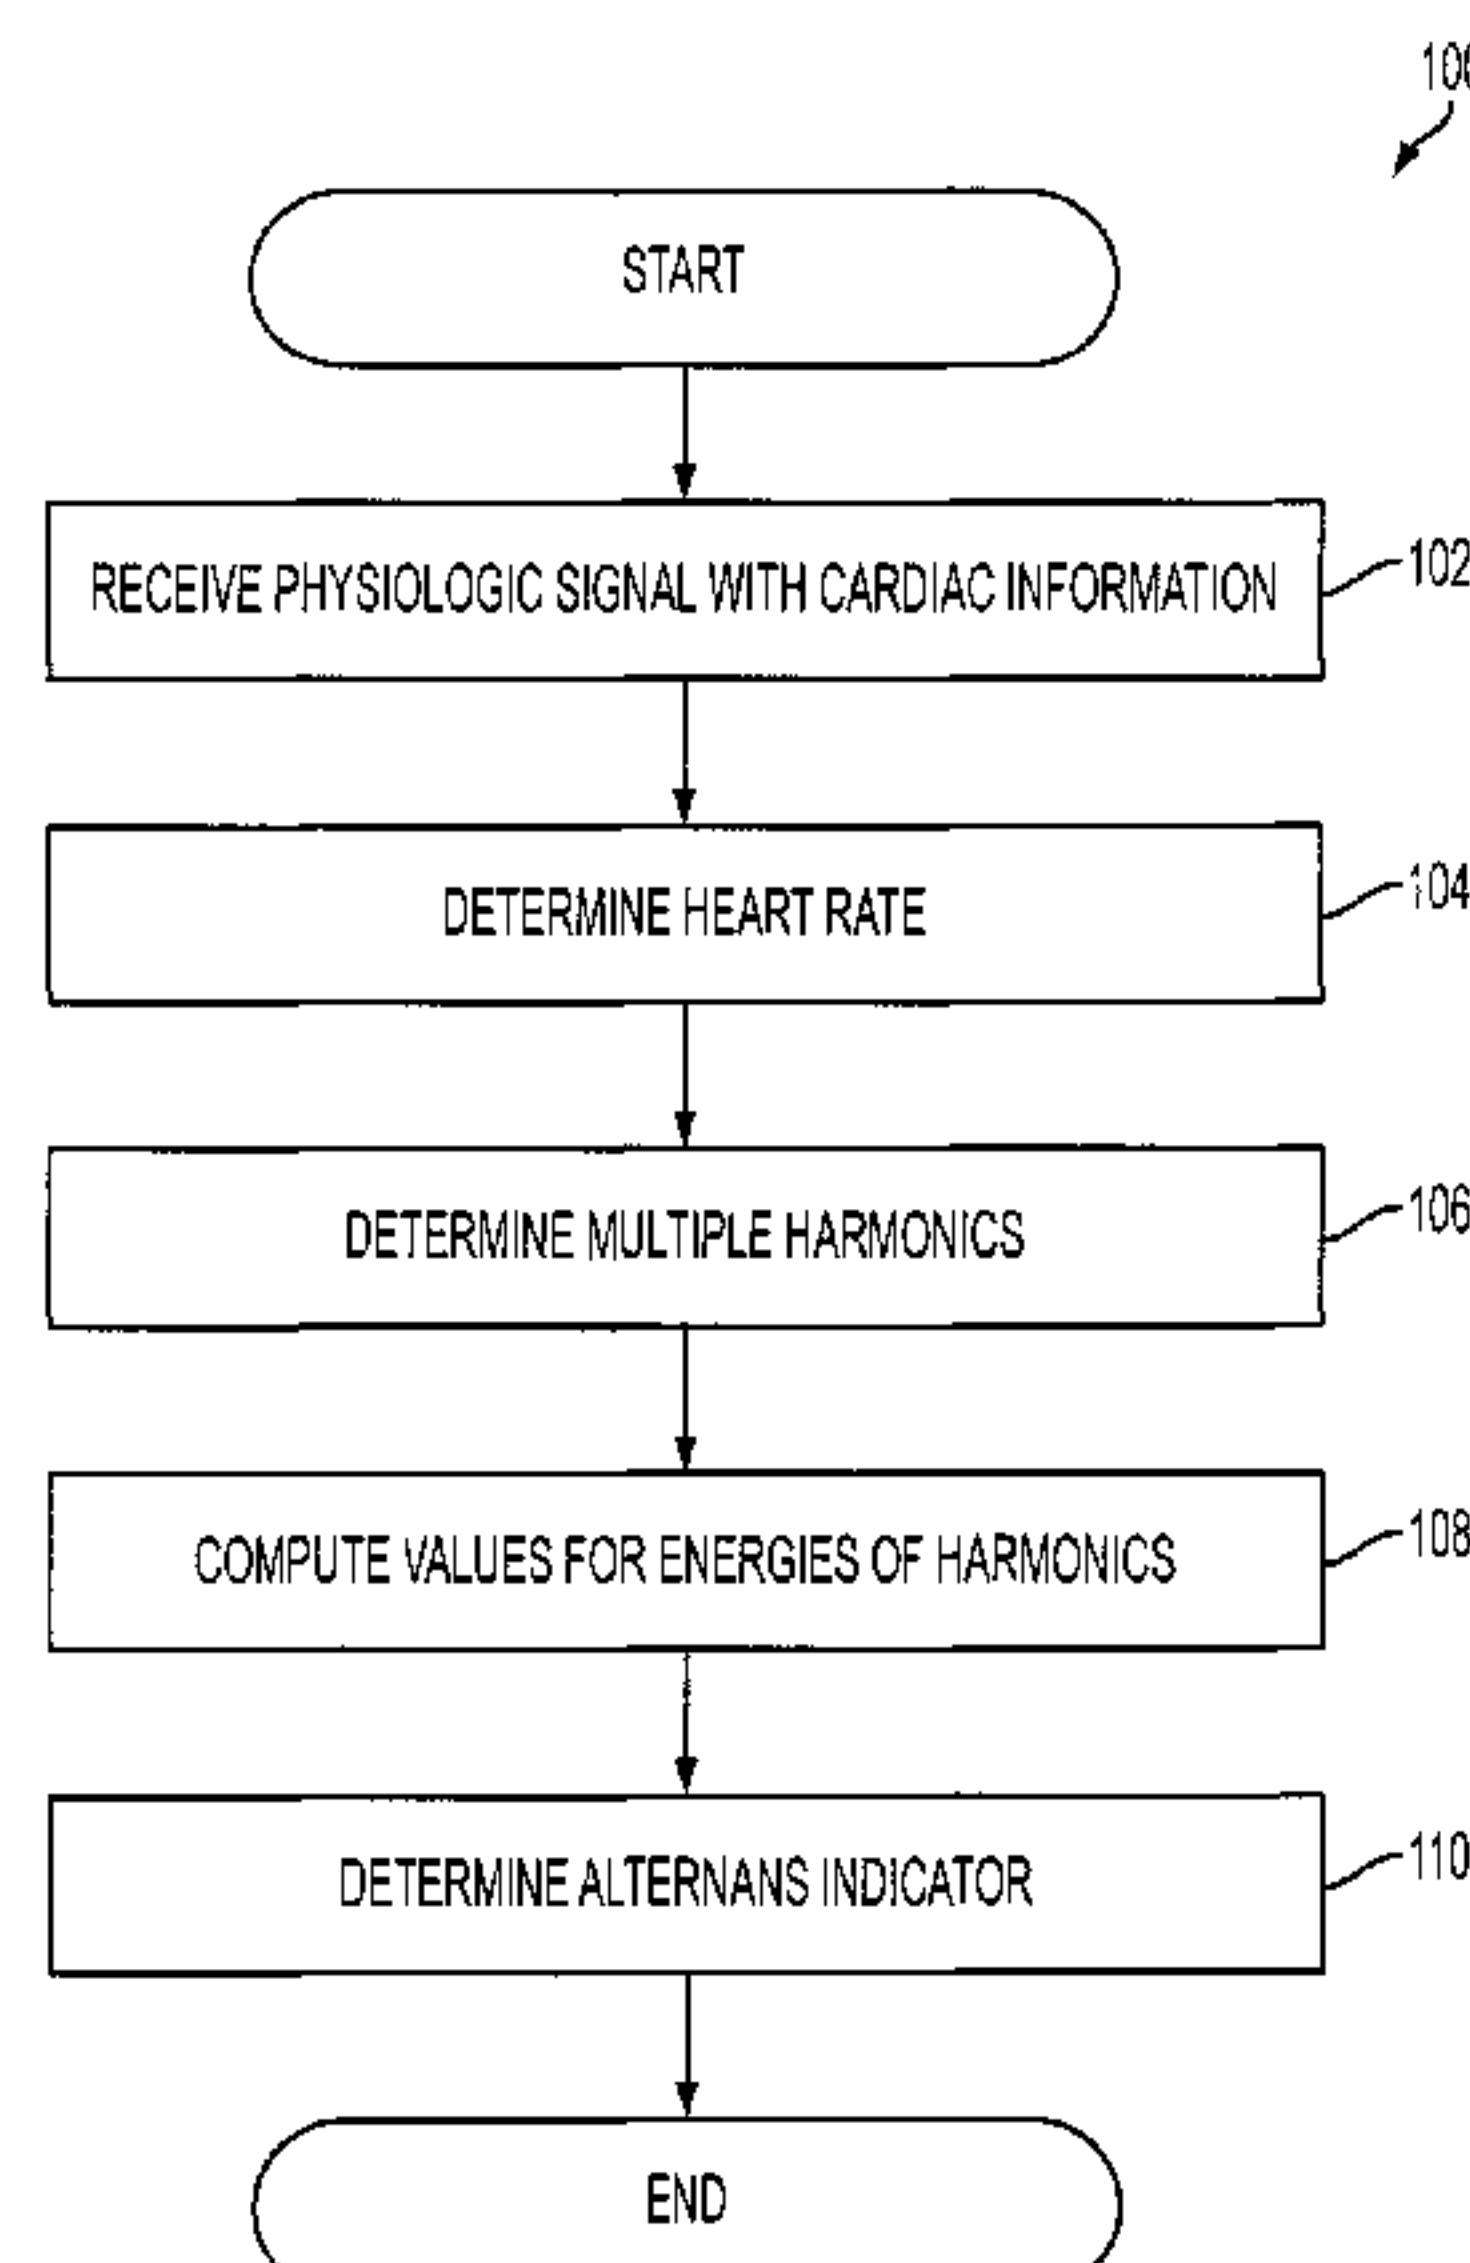 100
START
RECEIVE PHYSIOLOGIC SIGNAL WITH CARDIAC INFORMATION
102
DETERMINE HEART RATE
104
DETERMINE MULTIPLE HARMONICS
106
COMPUTE VALUES FOR ENERGIES OF HARMONICS
108
DETERMINE ALTERNANS INDICATOR
110
END